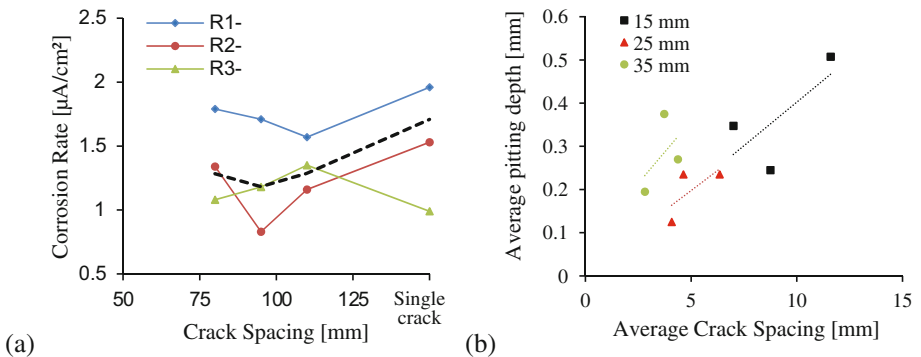 2.5
2
1.5
1
0.5
50
75
100
125
Single
crack
Corrosion Rate [µA/cm²]
Crack Spacing [mm]
R1-
R2-
R3-
(a)
0.6
0.5
0.4
0.3
0.2
0.1
0
0
5
10
15
Average pitting depth [mm]
Average Crack Spacing [mm]
15 mm
25 mm
35 mm
(b)